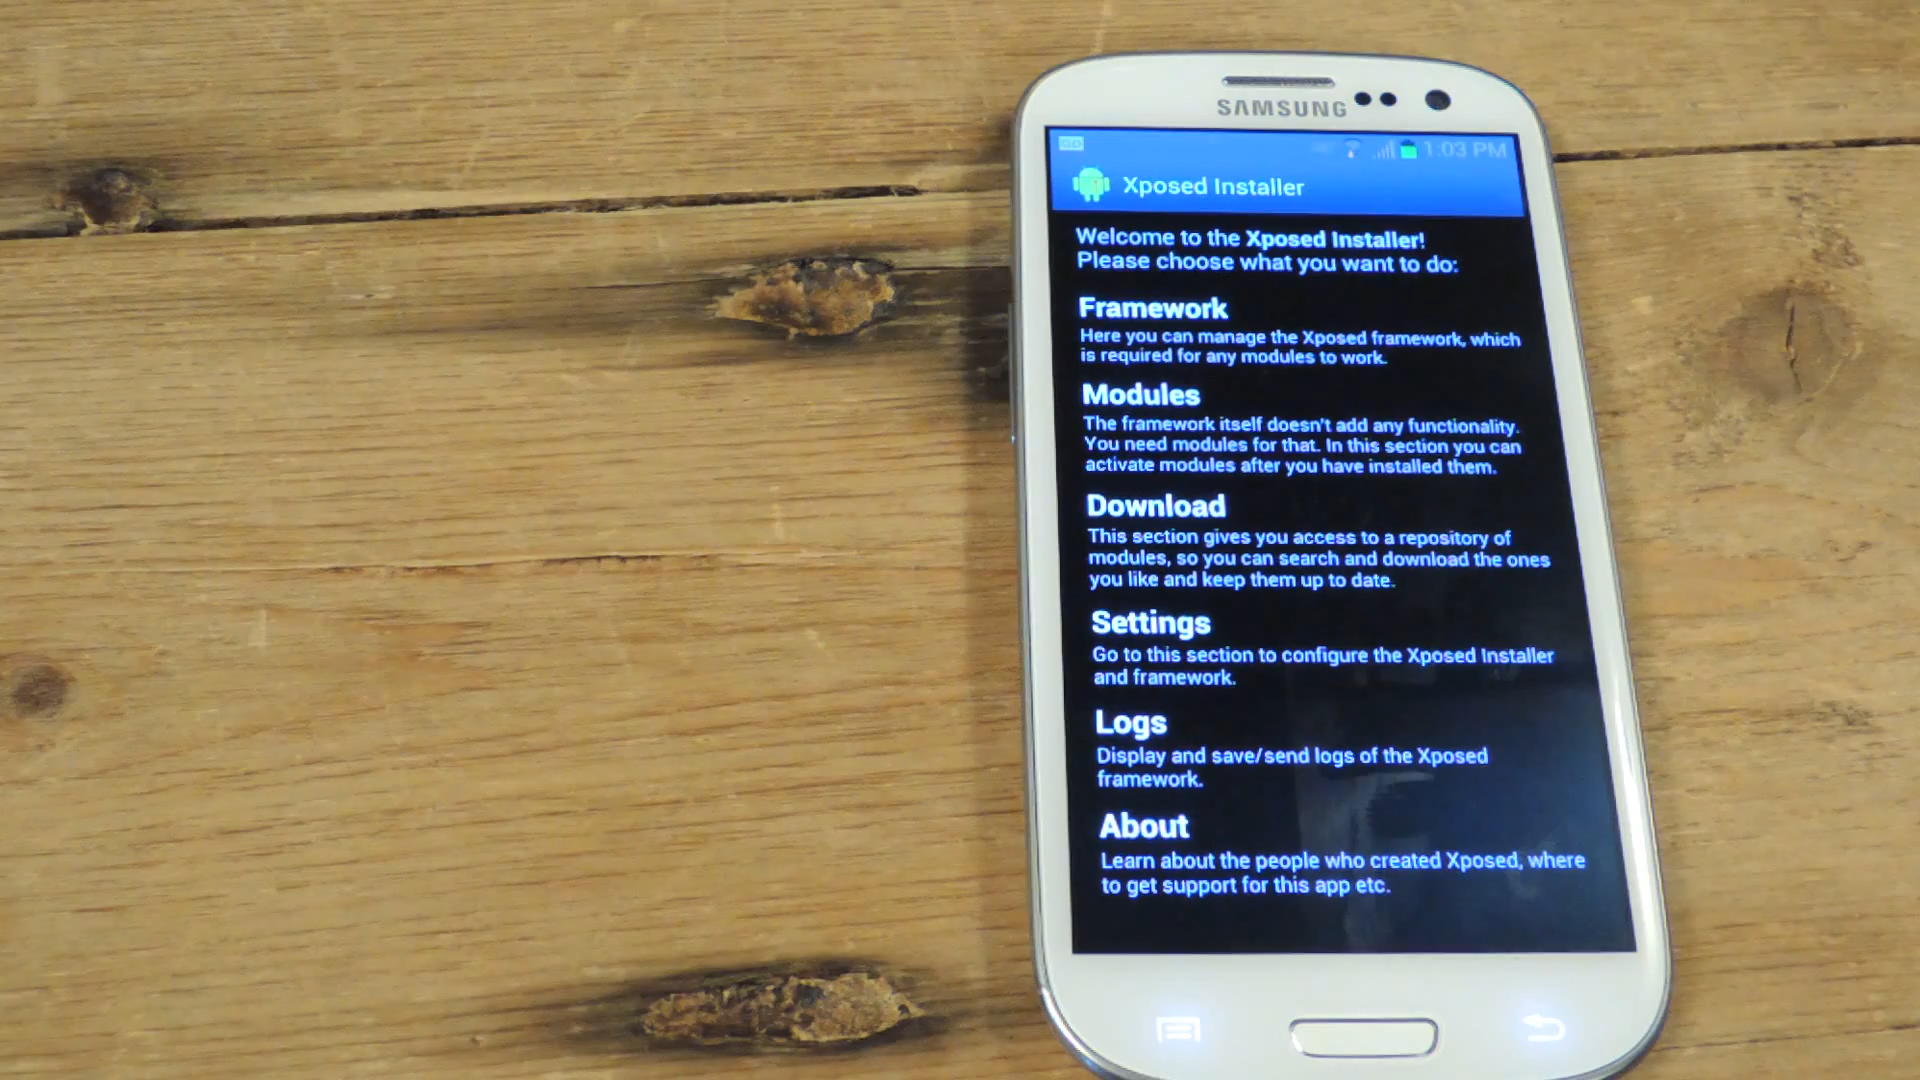 SAMSUNG
1:03 PM
Xposed Installer
Welcome to the Xposed Installer!
Please choose what you want to do:
Framework
Here you can manage the Xposed framework, which
is required for any modules to work.
Modules
The framework itself doesn't add any functionality.
You need modules for that. In this section you can
activate modules after you have installed them.
Download
This section gives you access to a repository of
modules, so you can search and download the ones
you like and keep them up to date.
Settings
Go to this section to configure the Xposed Installer
and framework.
Logs
Display and save/send logs of the Xposed
framework.
About
Learn about the people who created Xposed, where
to get support for this app etc.